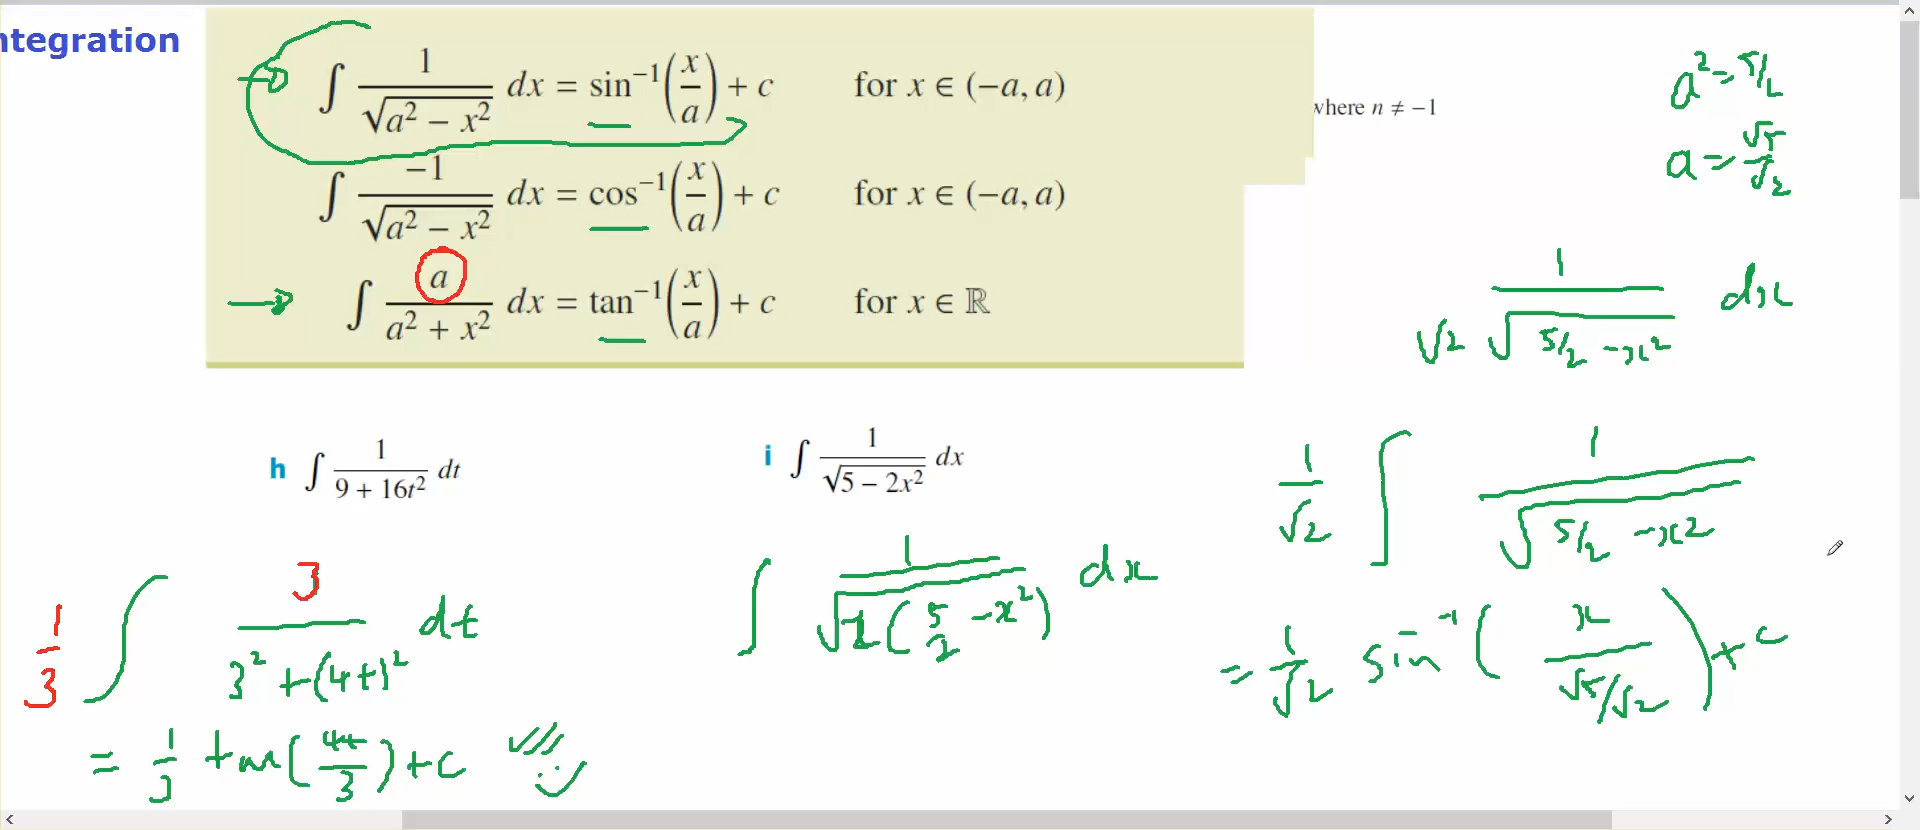 ntegration
∫ 1/√(a² − x²) dx = sin⁻¹(x/a) + c for x ∈ (−a, a)
where n ≠ −1
∫ −1/√(a² − x²) dx = cos⁻¹(x/a) + c for x ∈ (−a, a)
∫ a/(a² + x²) dx = tan⁻¹(x/a) + c for x ∈ ℝ
a² = 5/2
a = √5/√2
1/(√2 √(5/2 − x²)) dx
h ∫ 1/(9 + 16t²) dt
1/3 ∫ 3/(3² + (4t)²) dt
= 1/3 tan(4t/3) + c
i ∫ 1/√(5 − 2x²) dx
∫ 1/√(2(5/2 − x²)) dx
1/√2 ∫ 1/√(5/2 − x²)
= 1/√2 sin⁻¹(x/(√5/√2)) + c